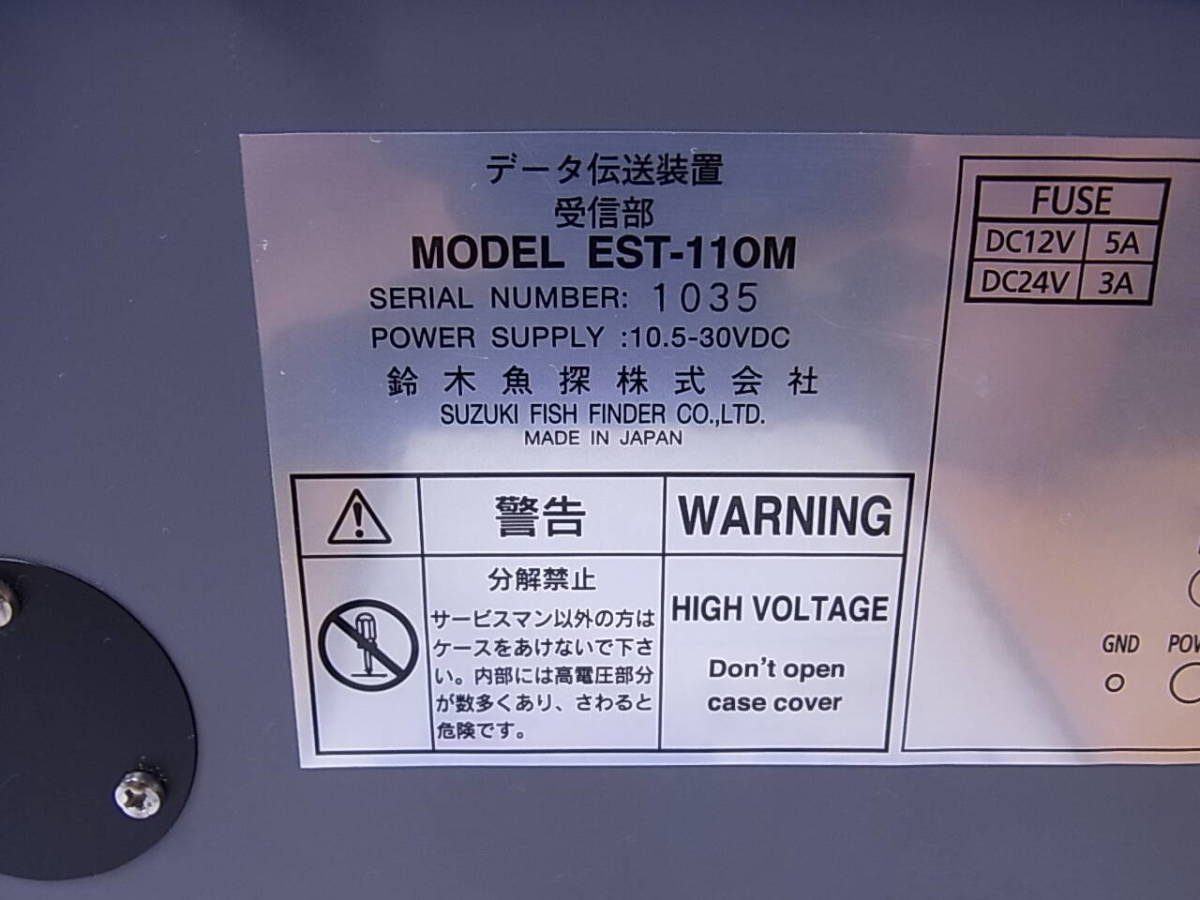 データ伝送装置
受信部
MODEL EST-110M
SERIAL NUMBER: 1035
POWER SUPPLY :10.5-30VDC
鈴木魚探株式会社
SUZUKI FISH FINDER CO.,LTD.
MADE IN JAPAN
警告
WARNING
分解禁止
サービスマン以外の方は
ケースをあけないで下さ
い。内部には高電圧部分
が数多くあり、さわると
危険です。
HIGH VOLTAGE
Don't open
case cover
FUSE
DC12V 5A
DC24V 3A
GND